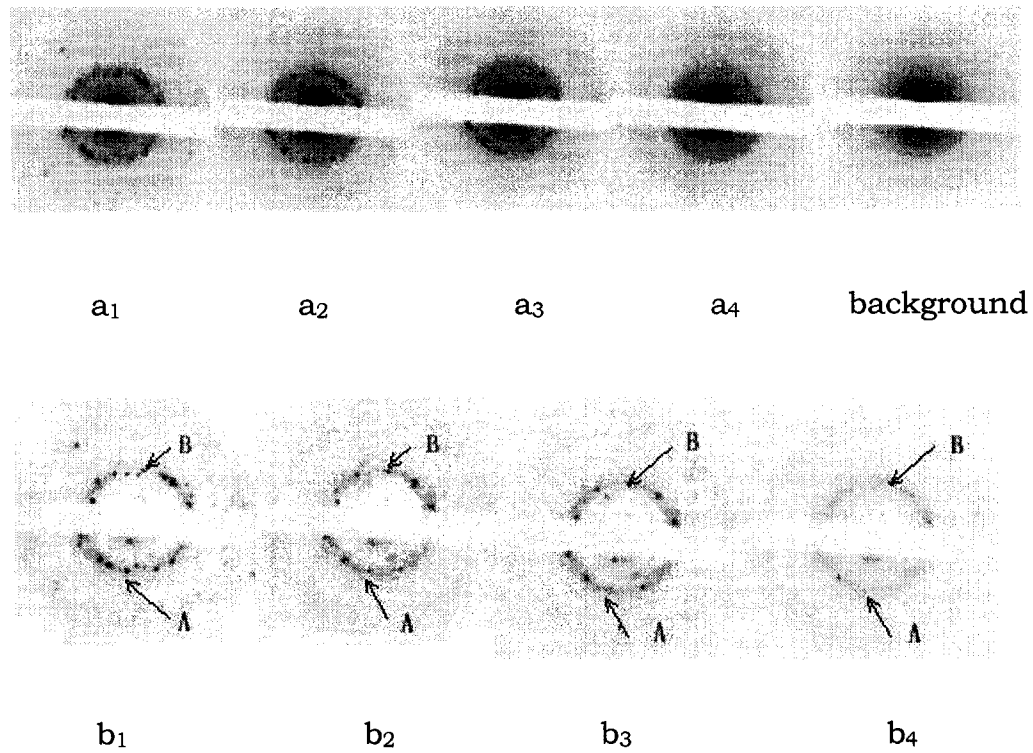 a₁ a₂ a₃ a₄ background
B B B B
A A A A
b₁ b₂ b₃ b₄